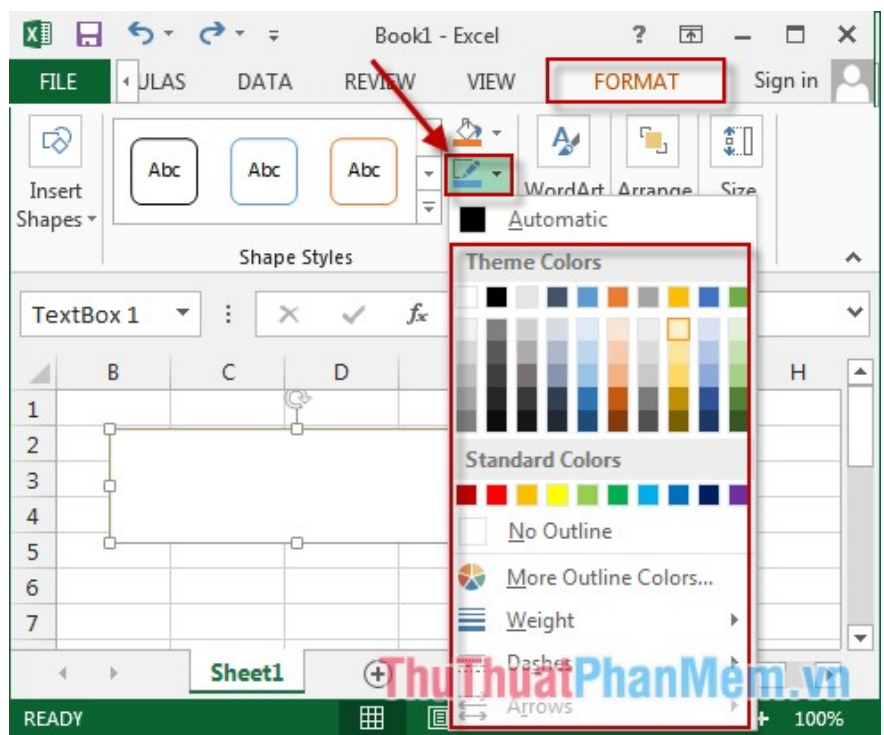 Book1 - Excel
?
FILE
ULAS
DATA
REVIEW
VIEW
FORMAT
Sign in
Abc
Abc
Abc
Insert
Shapes
WordArt
Arrange
Size
Shape Styles
Automatic
Theme Colors
TextBox 1
fx
B
C
D
H
1
2
3
4
5
6
7
Standard Colors
No Outline
More Outline Colors...
Weight
Dashes
Arrows
Sheet1
ThuThuatPhanMem.vn
READY
100%